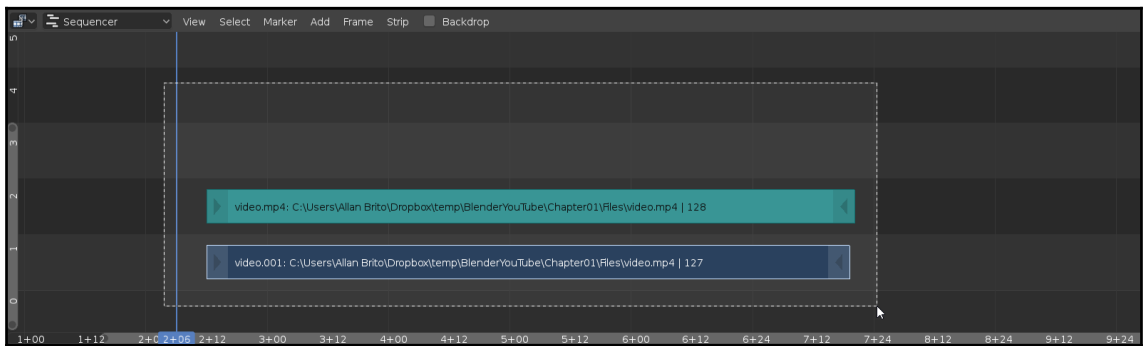 Sequencer View Select Marker Add Frame Strip Backdrop
5
4
3
2
video.mp4: C:\Users\Allan Brito\Dropbox\temp\BlenderYouTube\Chapter01\Files\video.mp4 | 128
1
video.001: C:\Users\Allan Brito\Dropbox\temp\BlenderYouTube\Chapter01\Files\video.mp4 | 127
0
1+00 1+12 2+0 2+06 2+12 3+00 3+12 4+00 4+12 5+00 5+12 6+00 6+12 6+24 7+12 7+24 8+12 8+24 9+12 9+24